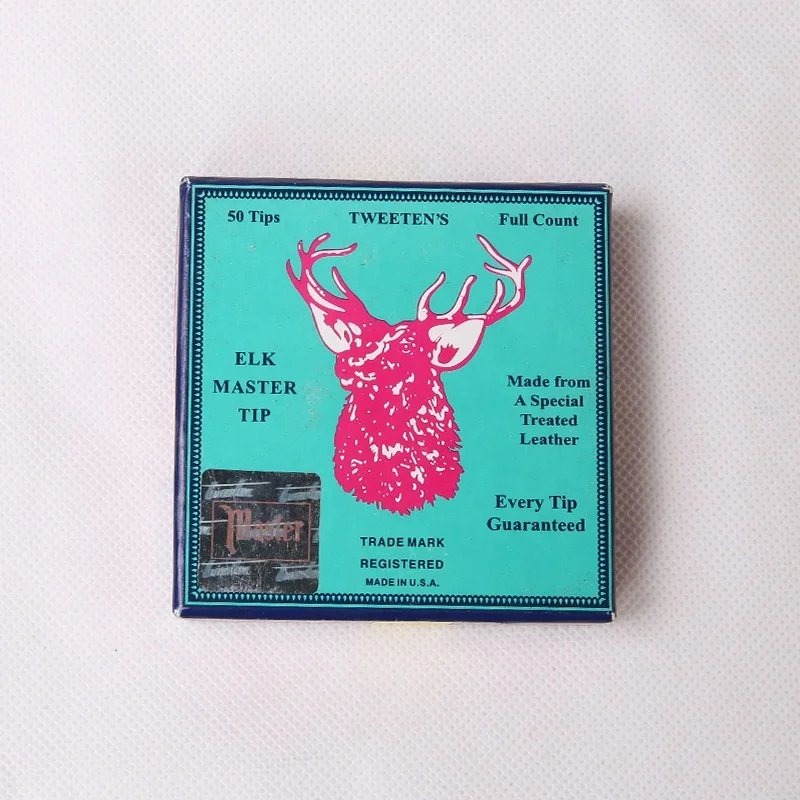 50 Tips TWEETEN'S Full Count
ELK
MASTER
TIP
Made from
A Special
Treated
Leather
Every Tip
Guaranteed
Master
TRADE MARK
REGISTERED
MADE IN U.S.A.